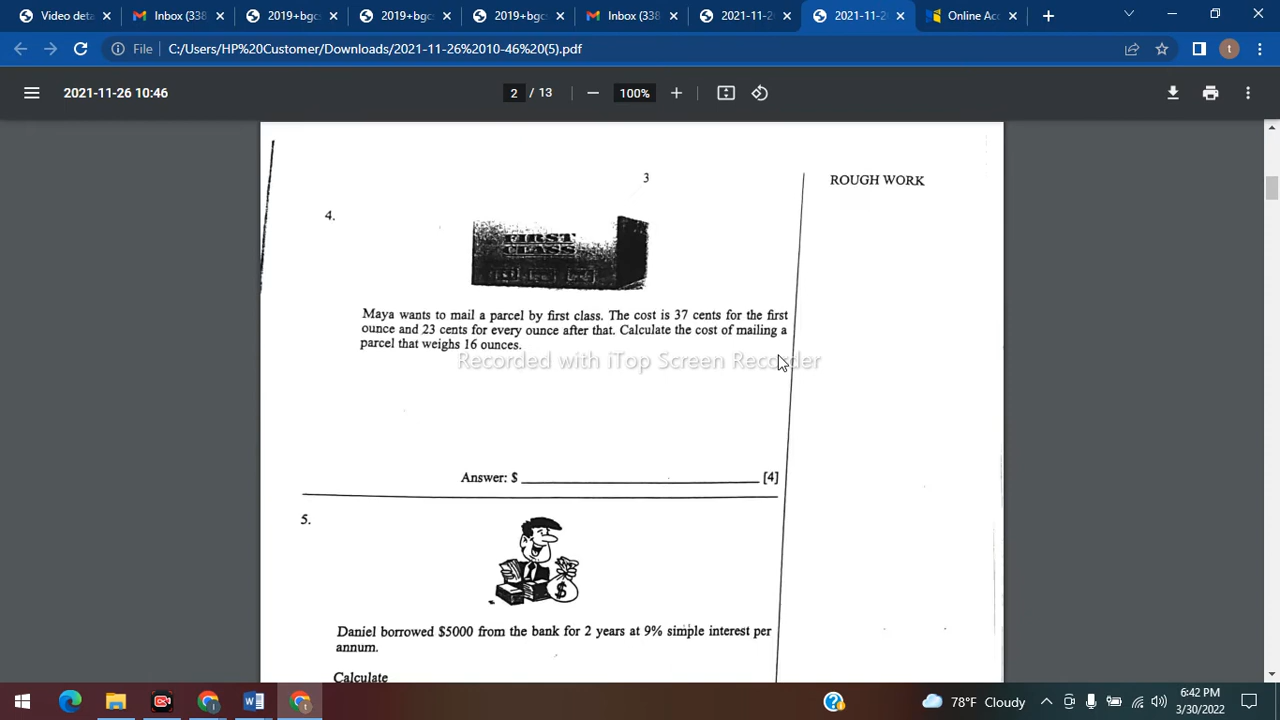 Video deta
Inbox (338
2019+bgc
2019+bgc
2019+bgc
Inbox (338
2021-11-26
2021-11-26
Online Acc
File
C:/Users/HP%20Customer/Downloads/2021-11-26%2010-46%20(5).pdf
t
2021-11-26 10:46
2 / 13
100%
3
ROUGH WORK
4.
FIRST
CLASS
Maya wants to mail a parcel by first class. The cost is 37 cents for the first
ounce and 23 cents for every ounce after that. Calculate the cost of mailing a
parcel that weighs 16 ounces.
Recorded with iTop Screen Recorder
Answer: $ [4]
5.
$
Daniel borrowed $5000 from the bank for 2 years at 9% simple interest per
annum.
Calculate
78°F Cloudy
6:42 PM
3/30/2022